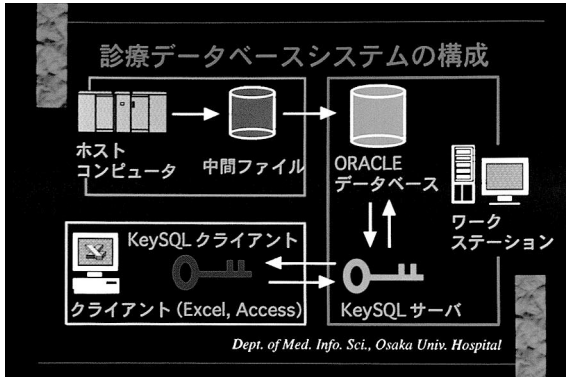 診療データベースシステムの構成
ホスト
コンピュータ
中間ファイル
ORACLE
データベース
ワーク
ステーション
KeySQL クライアント
クライアント (Excel, Access)
KeySQL サーバ
Dept. of Med. Info. Sci., Osaka Univ. Hospital